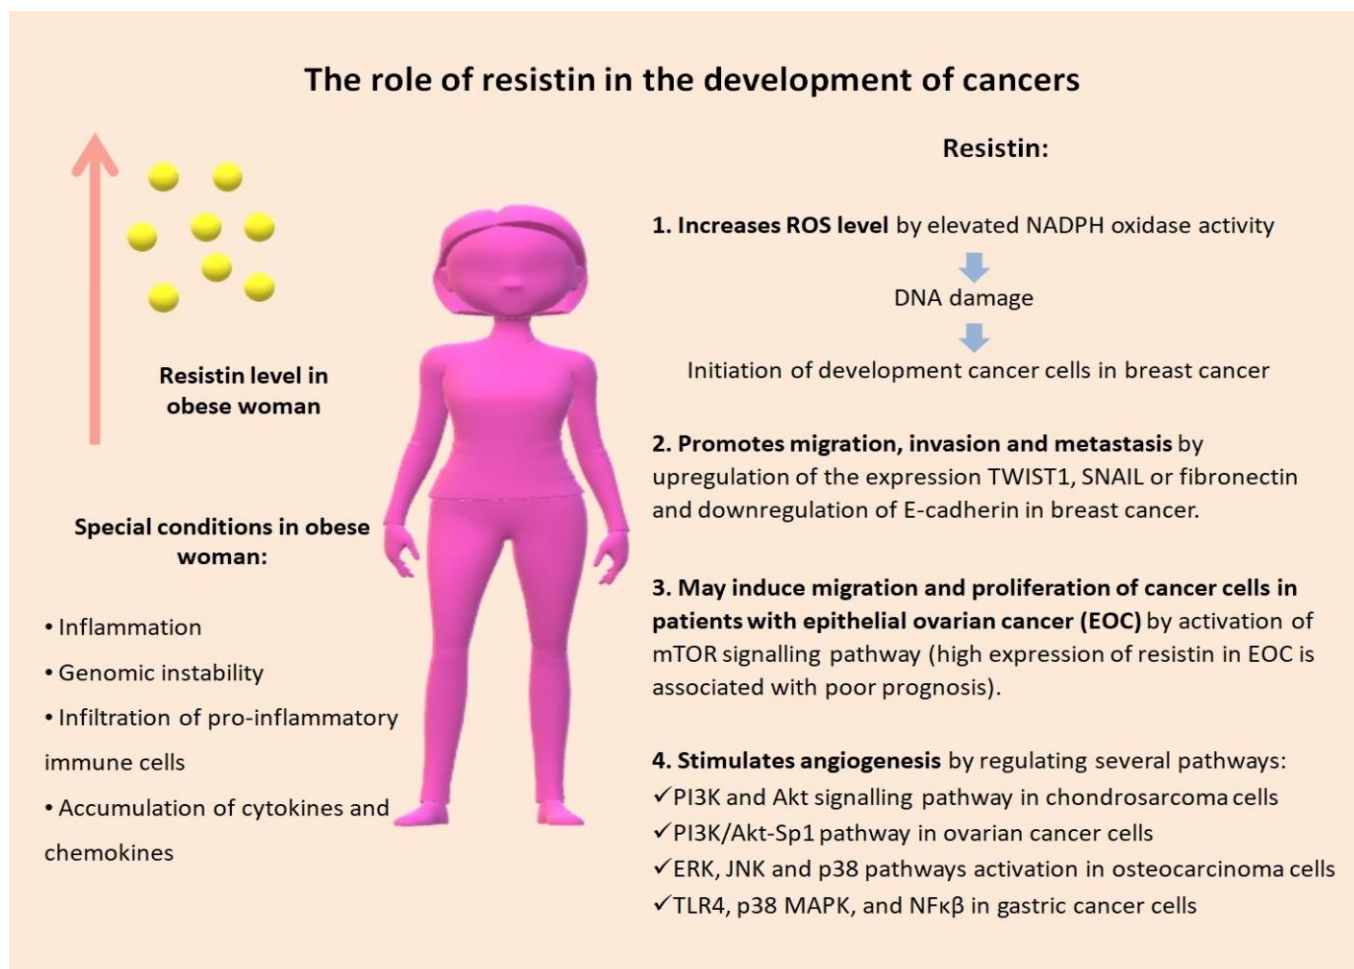 The role of resistin in the development of cancers
Resistin level in
obese woman
Special conditions in obese
woman:
• Inflammation
• Genomic instability
• Infiltration of pro-inflammatory
immune cells
• Accumulation of cytokines and
chemokines
Resistin:
1. Increases ROS level by elevated NADPH oxidase activity
DNA damage
Initiation of development cancer cells in breast cancer
2. Promotes migration, invasion and metastasis by
upregulation of the expression TWIST1, SNAIL or fibronectin
and downregulation of E-cadherin in breast cancer.
3. May induce migration and proliferation of cancer cells in
patients with epithelial ovarian cancer (EOC) by activation of
mTOR signalling pathway (high expression of resistin in EOC is
associated with poor prognosis).
4. Stimulates angiogenesis by regulating several pathways:
✓PI3K and Akt signalling pathway in chondrosarcoma cells
✓PI3K/Akt-Sp1 pathway in ovarian cancer cells
✓ERK, JNK and p38 pathways activation in osteocarcinoma cells
✓TLR4, p38 MAPK, and NFκβ in gastric cancer cells